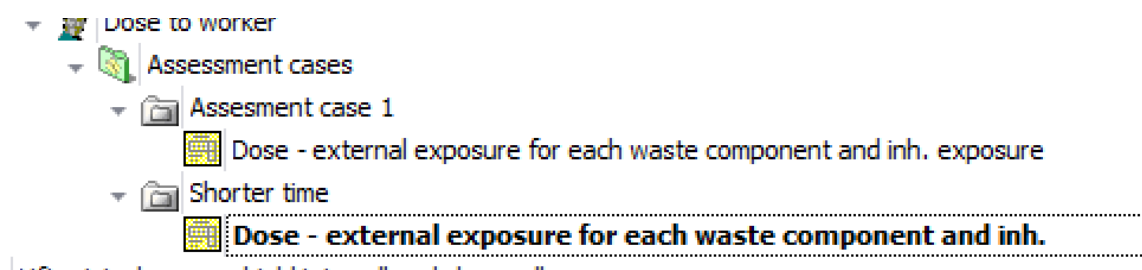 Dose to worker
Assessment cases
Assesment case 1
Dose - external exposure for each waste component and inh. exposure
Shorter time
Dose - external exposure for each waste component and inh.